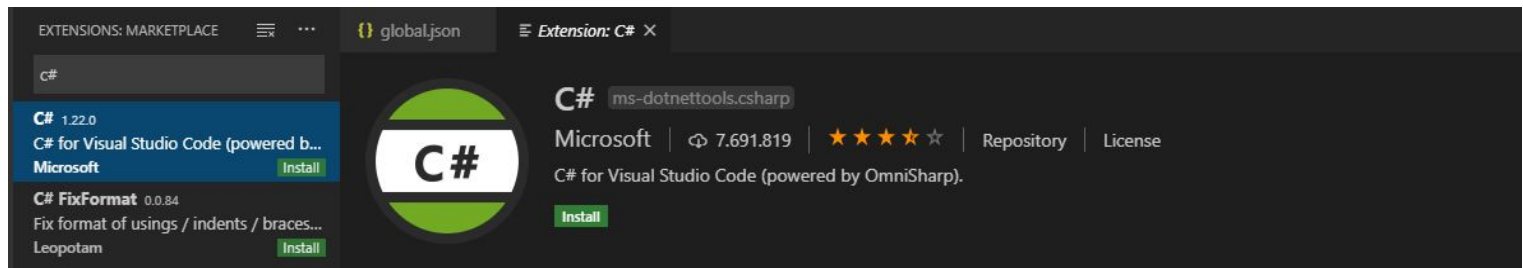 EXTENSIONS: MARKETPLACE
c#
C# 1.22.0
C# for Visual Studio Code (powered b...
Microsoft Install
C# FixFormat 0.0.84
Fix format of usings / indents / braces...
Leopotam Install
{} global.json Extension: C# ×
C#
C# ms-dotnettools.csharp
Microsoft 7.691.819 Repository License
C# for Visual Studio Code (powered by OmniSharp).
Install